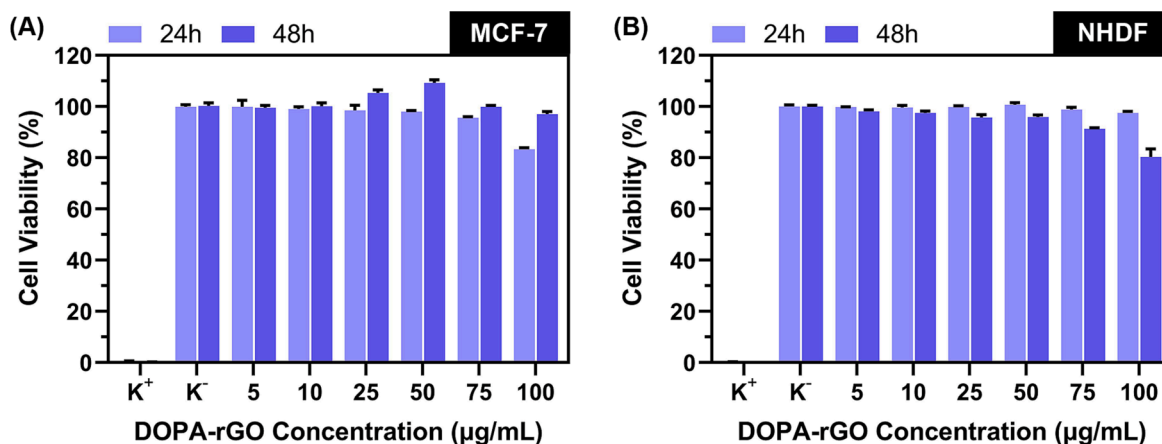 (A) 24h 48h MCF-7
Cell Viability (%)
120
100
80
60
40
20
0
K⁺ K⁻ 5 10 25 50 75 100
DOPA-rGO Concentration (µg/mL)
(B) 24h 48h NHDF
Cell Viability (%)
120
100
80
60
40
20
0
K⁺ K⁻ 5 10 25 50 75 100
DOPA-rGO Concentration (µg/mL)